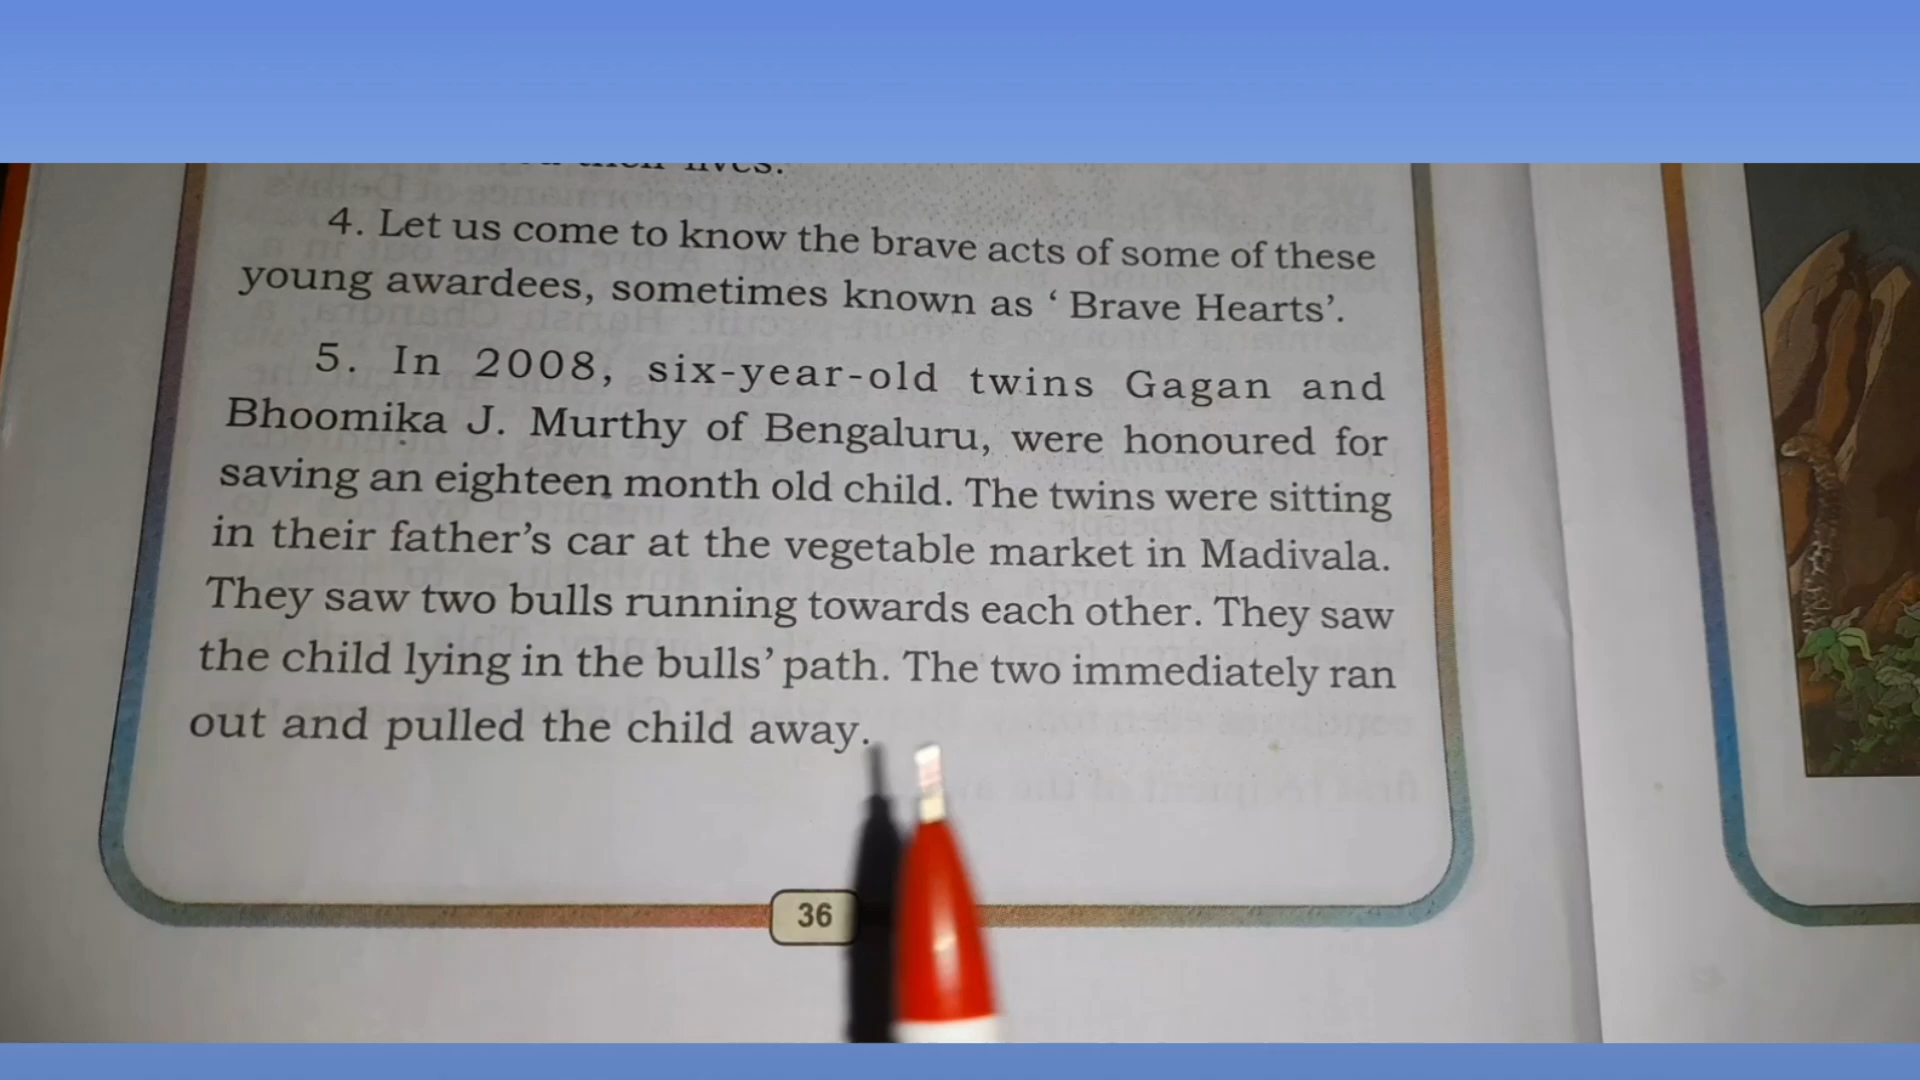 lives.
4. Let us come to know the brave acts of some of these
young awardees, sometimes known as ‘ Brave Hearts’.
5. In 2008, six-year-old twins Gagan and
Bhoomika J. Murthy of Bengaluru, were honoured for
saving an eighteen month old child. The twins were sitting
in their father’s car at the vegetable market in Madivala.
They saw two bulls running towards each other. They saw
the child lying in the bulls’ path. The two immediately ran
out and pulled the child away.
36